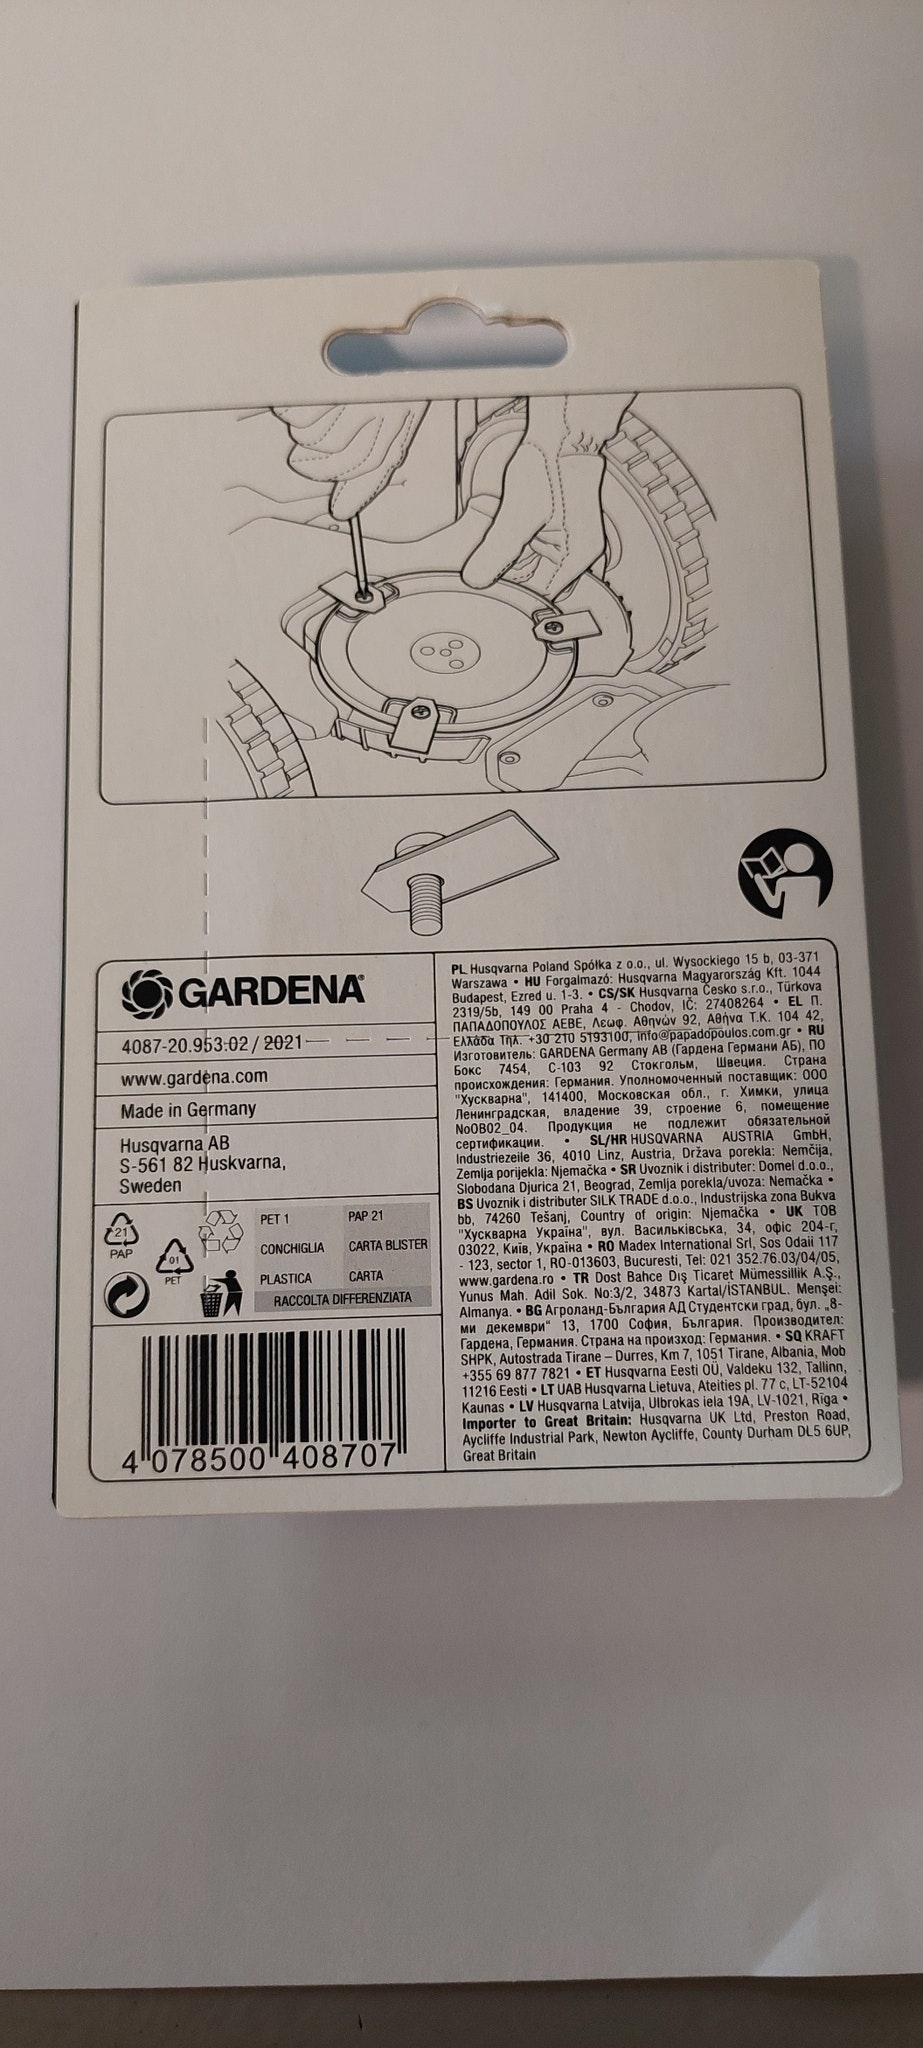 GARDENA®
4087-20.953.02 / 2021
www.gardena.com
Made in Germany
Husqvarna AB
S-561 82 Huskvarna,
Sweden
21
PAP
01
PET
PET 1 PAP 21
CONCHIGLIA CARTA BLISTER
PLASTICA CARTA
RACCOLTA DIFFERENZIATA
4 078500 408707
PL Husqvarna Poland Spółka z o.o., ul. Wysockiego 15 b, 03-371
Warszawa • HU Forgalmazó: Husqvarna Magyarország Kft. 1044
Budapest, Ezred u. 1-3. • CS/SK Husqvarna Česko s.r.o., Türkova
2319/5b, 149 00 Praha 4 - Chodov, IČ: 27408264 • EL Π.
ΠΑΠΑΔΟΠΟΥΛΟΣ ΑΕΒΕ, Λεωφ. Αθηνών 92, Αθήνα Τ.Κ. 104 42,
Ελλάδα Τηλ. +30 210 5193100, info@papadopoulos.com.gr • RU
Изготовитель: GARDENA Germany AB (Гардена Германи АБ), ПО
Бокс 7454, С-103 92 Стокгольм, Швеция. Страна
происхождения: Германия. Уполномоченный поставщик: ООО
"Хускварна", 141400, Московская обл., г. Химки, улица
Ленинградская, владение 39, строение 6, помещение
NoOB02_04. Продукция не подлежит обязательной
сертификации. • SL/HR HUSQVARNA AUSTRIA GmbH,
Industriezeile 36, 4010 Linz, Austria, Država porekla: Nemčija,
Zemlja porijekla: Njemačka • SR Uvoznik i distributer: Domel d.o.o.,
Slobodana Djurica 21, Beograd, Zemlja porekla/uvoza: Nemačka •
BS Uvoznik i distributer SILK TRADE d.o.o., Industrijska zona Bukva
bb, 74260 Tešanj, Country of origin: Njemačka • UK ТОВ
"Хускварна Україна", вул. Васильківська, 34, офіс 204-г,
03022, Київ, Україна • RO Madex International Srl, Sos Odaii 117
- 123, sector 1, RO-013603, Bucuresti, Tel: 021 352.76.03/04/05,
www.gardena.ro • TR Dost Bahce Dış Ticaret Mümessillik A.Ş.,
Yunus Mah. Adil Sok. No:3/2, 34873 Kartal/İSTANBUL. Menşei:
Almanya. • BG Агроланд-България АД Студентски град, бул. „8-
ми декември“ 13, 1700 София, България. Производител:
Гардена, Германия. Страна на произход: Германия. • SQ KRAFT
SHPK, Autostrada Tirane – Durres, Km 7, 1051 Tirane, Albania, Mob
+355 69 877 7821 • ET Husqvarna Eesti OÜ, Valdeku 132, Tallinn,
11216 Eesti • LT UAB Husqvarna Lietuva, Ateities pl. 77 c, LT-52104
Kaunas • LV Husqvarna Latvija, Ulbrokas iela 19A, LV-1021, Rīga •
Importer to Great Britain: Husqvarna UK Ltd, Preston Road,
Aycliffe Industrial Park, Newton Aycliffe, County Durham DL5 6UP,
Great Britain